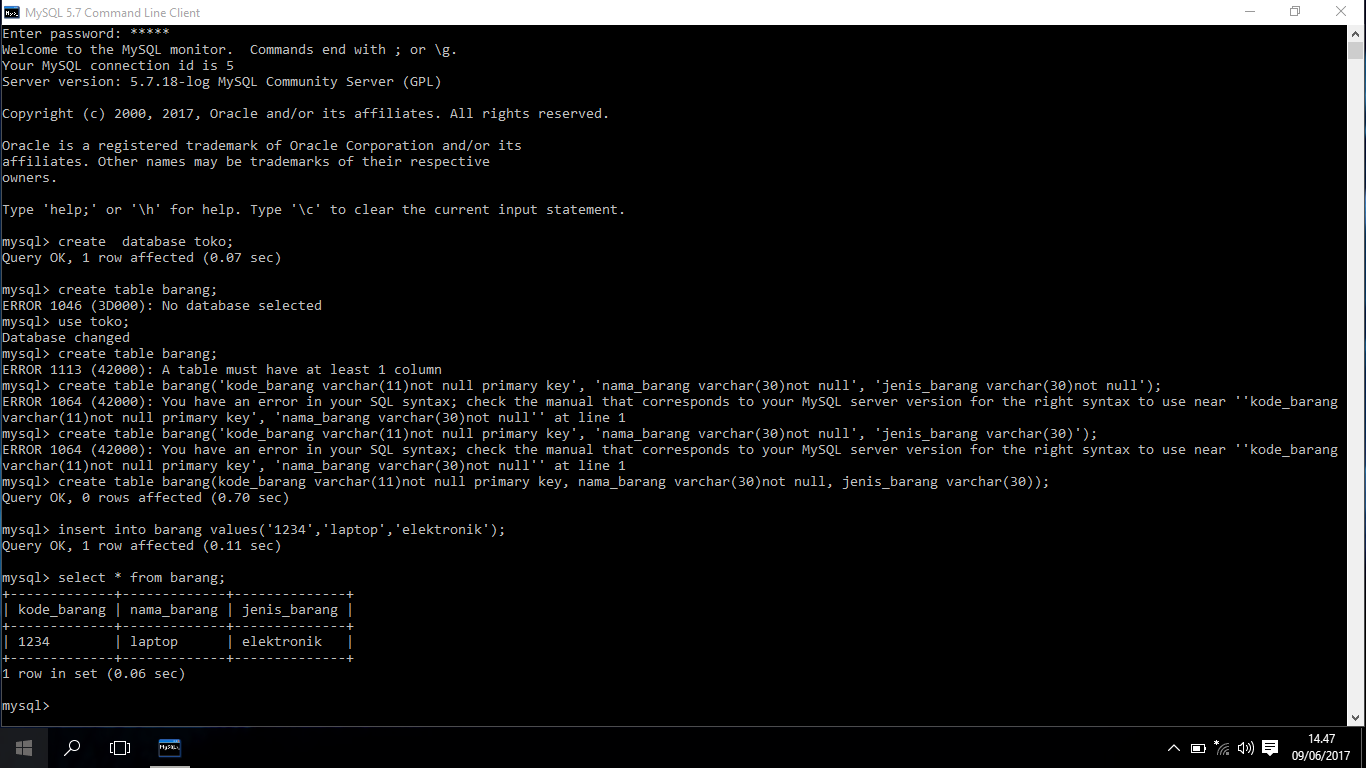 MySQL 5.7 Command Line Client
Enter password: *****
Welcome to the MySQL monitor.  Commands end with ; or \g.
Your MySQL connection id is 5
Server version: 5.7.18-log MySQL Community Server (GPL)
Copyright (c) 2000, 2017, Oracle and/or its affiliates. All rights reserved.
Oracle is a registered trademark of Oracle Corporation and/or its
affiliates. Other names may be trademarks of their respective
owners.
Type 'help;' or '\h' for help. Type '\c' to clear the current input statement.
mysql> create  database toko;
Query OK, 1 row affected (0.07 sec)
mysql> create table barang;
ERROR 1046 (3D000): No database selected
mysql> use toko;
Database changed
mysql> create table barang;
ERROR 1113 (42000): A table must have at least 1 column
mysql> create table barang('kode_barang varchar(11)not null primary key', 'nama_barang varchar(30)not null', 'jenis_barang varchar(30)not null');
ERROR 1064 (42000): You have an error in your SQL syntax; check the manual that corresponds to your MySQL server version for the right syntax to use near ''kode_barang
varchar(11)not null primary key', 'nama_barang varchar(30)not null'' at line 1
mysql> create table barang('kode_barang varchar(11)not null primary key', 'nama_barang varchar(30)not null', 'jenis_barang varchar(30)');
ERROR 1064 (42000): You have an error in your SQL syntax; check the manual that corresponds to your MySQL server version for the right syntax to use near ''kode_barang
varchar(11)not null primary key', 'nama_barang varchar(30)not null'' at line 1
mysql> create table barang(kode_barang varchar(11)not null primary key, nama_barang varchar(30)not null, jenis_barang varchar(30));
Query OK, 0 rows affected (0.70 sec)
mysql> insert into barang values('1234','laptop','elektronik');
Query OK, 1 row affected (0.11 sec)
mysql> select * from barang;
+-------------+-------------+--------------+
| kode_barang | nama_barang | jenis_barang |
+-------------+-------------+--------------+
| 1234        | laptop      | elektronik   |
+-------------+-------------+--------------+
1 row in set (0.06 sec)
mysql>
14.47
09/06/2017